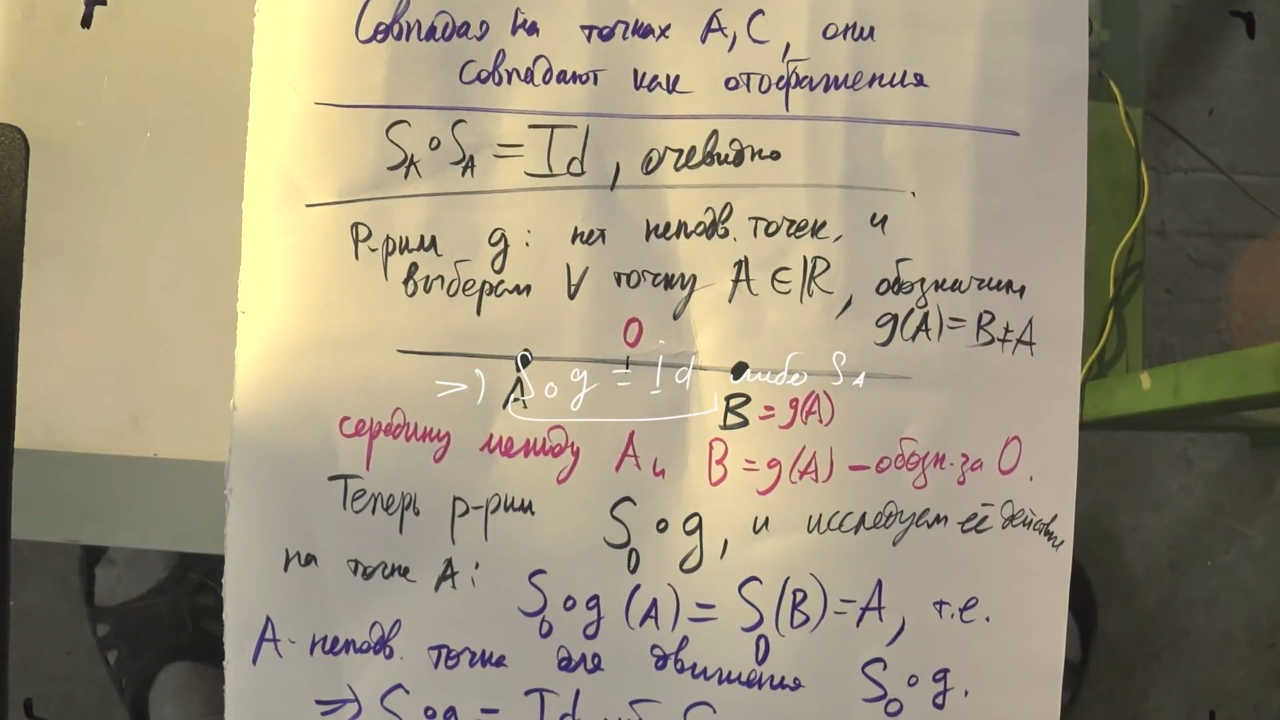 Совпадая на точках A, C, они
совпадают как отображения
S_A ∘ S_A = Id, очевидно
Р-рим g: нет неподв. точек, и
выберем ∀ точку A ∈ ℝ, обозначим
g(A) = B ≠ A
O
=>) S∘g = Id либо S_A
A
B = g(A)
середину между A и B = g(A) – обозн. за O.
Теперь р-рим S_O ∘ g, и исследуем её действие
на точке A:
S_O ∘ g (A) = S_O (B) = A, т.е.
A - неподв. точка для движения S_O ∘ g.
=> S ∘ g = Id